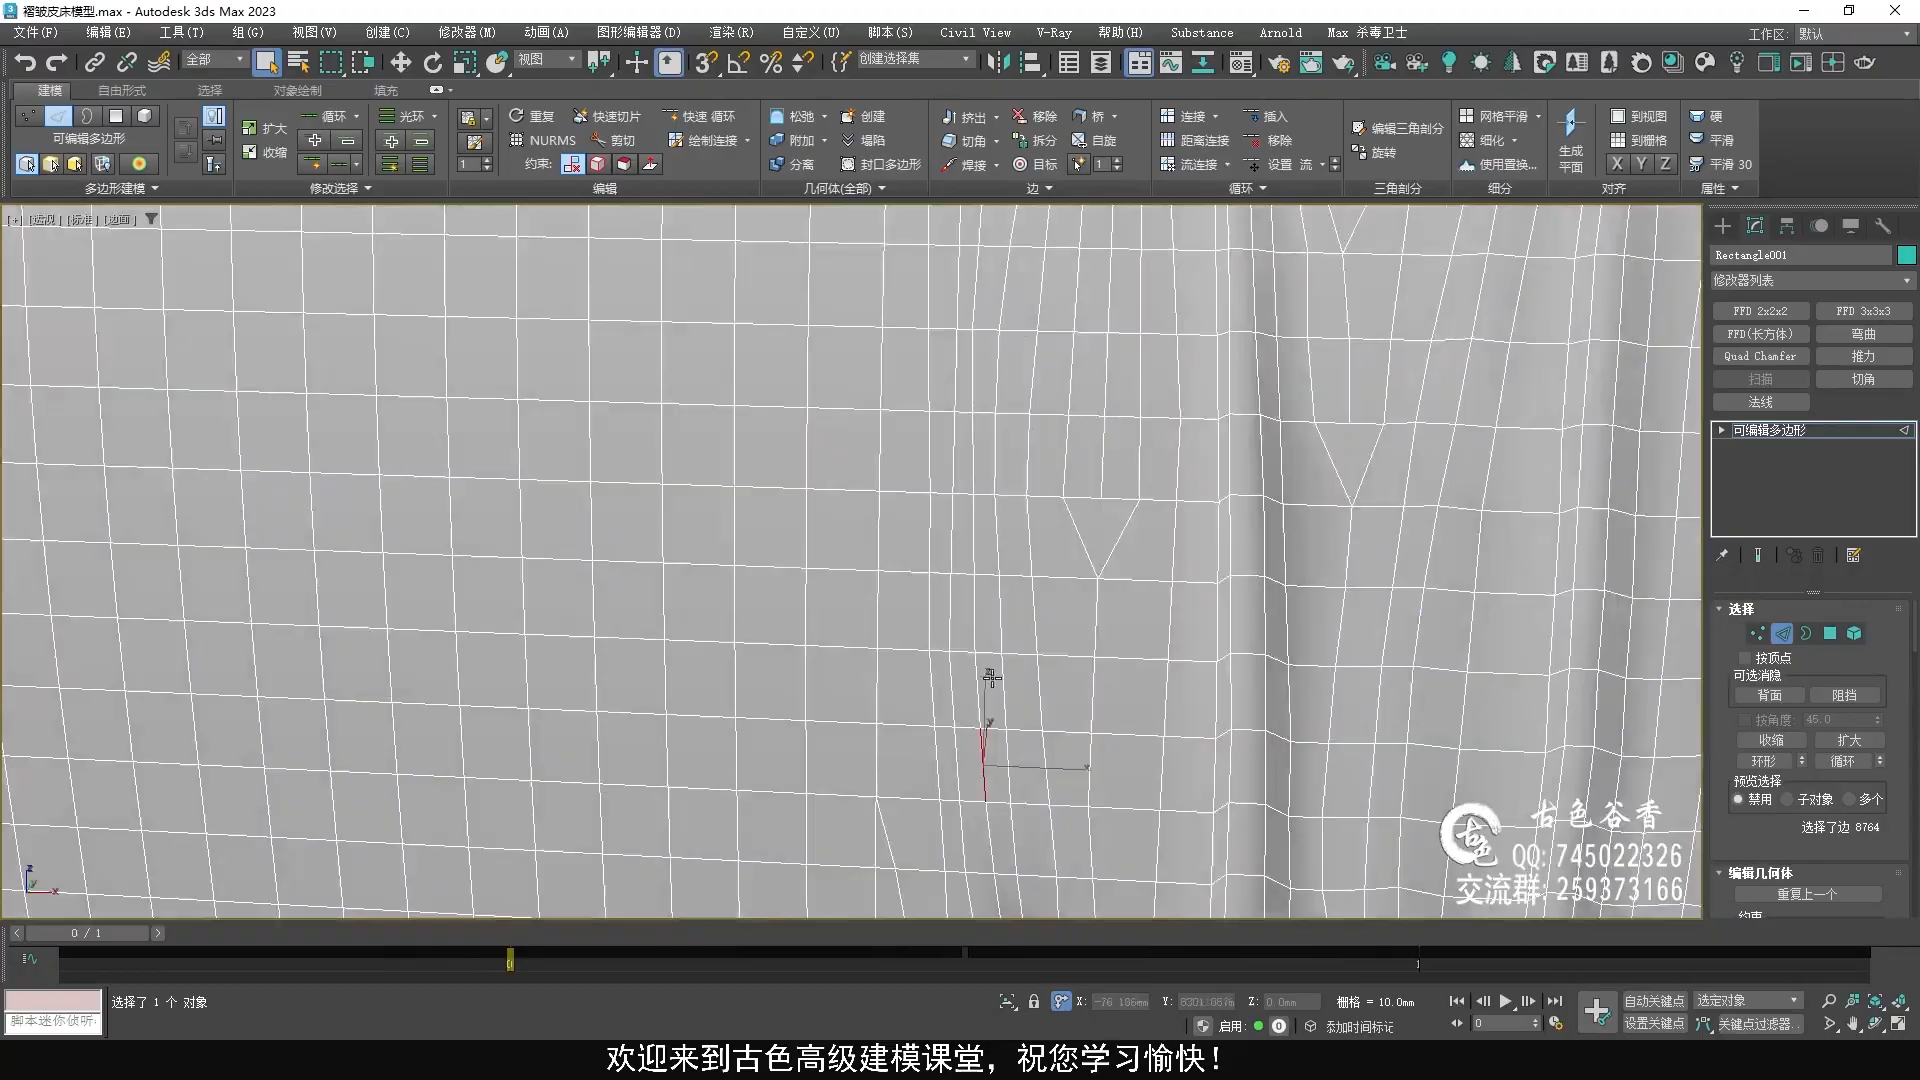 褶皱皮床模型.max - Autodesk 3ds Max 2023
文件(F) 编辑(E) 工具(T) 组(G) 视图(V) 创建(C) 修改器(M) 动画(A) 图形编辑器(D) 渲染(R) 自定义(U) 脚本(S) Civil View V-Ray 帮助(H) Substance Arnold Max 杀毒卫士 工作区: 默认
全部 视图 创建选择集
建模 自由形式 选择 对象绘制 填充
循环 光环 重复 快速切片 快速 循环 松弛 创建 挤出 移除 桥 连接 插入 网格平滑 到视图 硬
可编辑多边形 扩大 NURMS 剪切 绘制连接 附加 塌陷 切角 拆分 自旋 距离连接 移除 编辑三角剖分 细化 到栅格 平滑
收缩 1 约束: 分离 封口多边形 焊接 目标 1 流连接 设置 流 旋转 使用置换... 生成平面 X Y Z 平滑 30
多边形建模 修改选择 编辑 几何体(全部) 边 循环 三角剖分 细分 对齐 属性
[+] [透视] [标准] [边面]
Rectangle001
修改器列表
FFD 2x2x2 FFD 3x3x3
FFD(长方体) 弯曲
Quad Chamfer 推力
扫描 切角
法线
可编辑多边形
选择
按顶点
可选消隐
背面 阻挡
按角度: 45.0
收缩 扩大
环形 循环
预览选择
禁用 子对象 多个
选择了边 8764
编辑几何体
重复上一个
约束
y
x
z
y
x
古色
古色谷香
QQ: 745022326
交流群: 259373166
0 / 1
0
1
选择了 1 个 对象 X: -76.186mm Y: Z: 0.0mm 栅格 = 10.0mm 自动关键点 选定对象
脚本迷你侦听 启用: 0 添加时间标记 0 设置关键点 关键点过滤器...
欢迎来到古色高级建模课堂，祝您学习愉快！